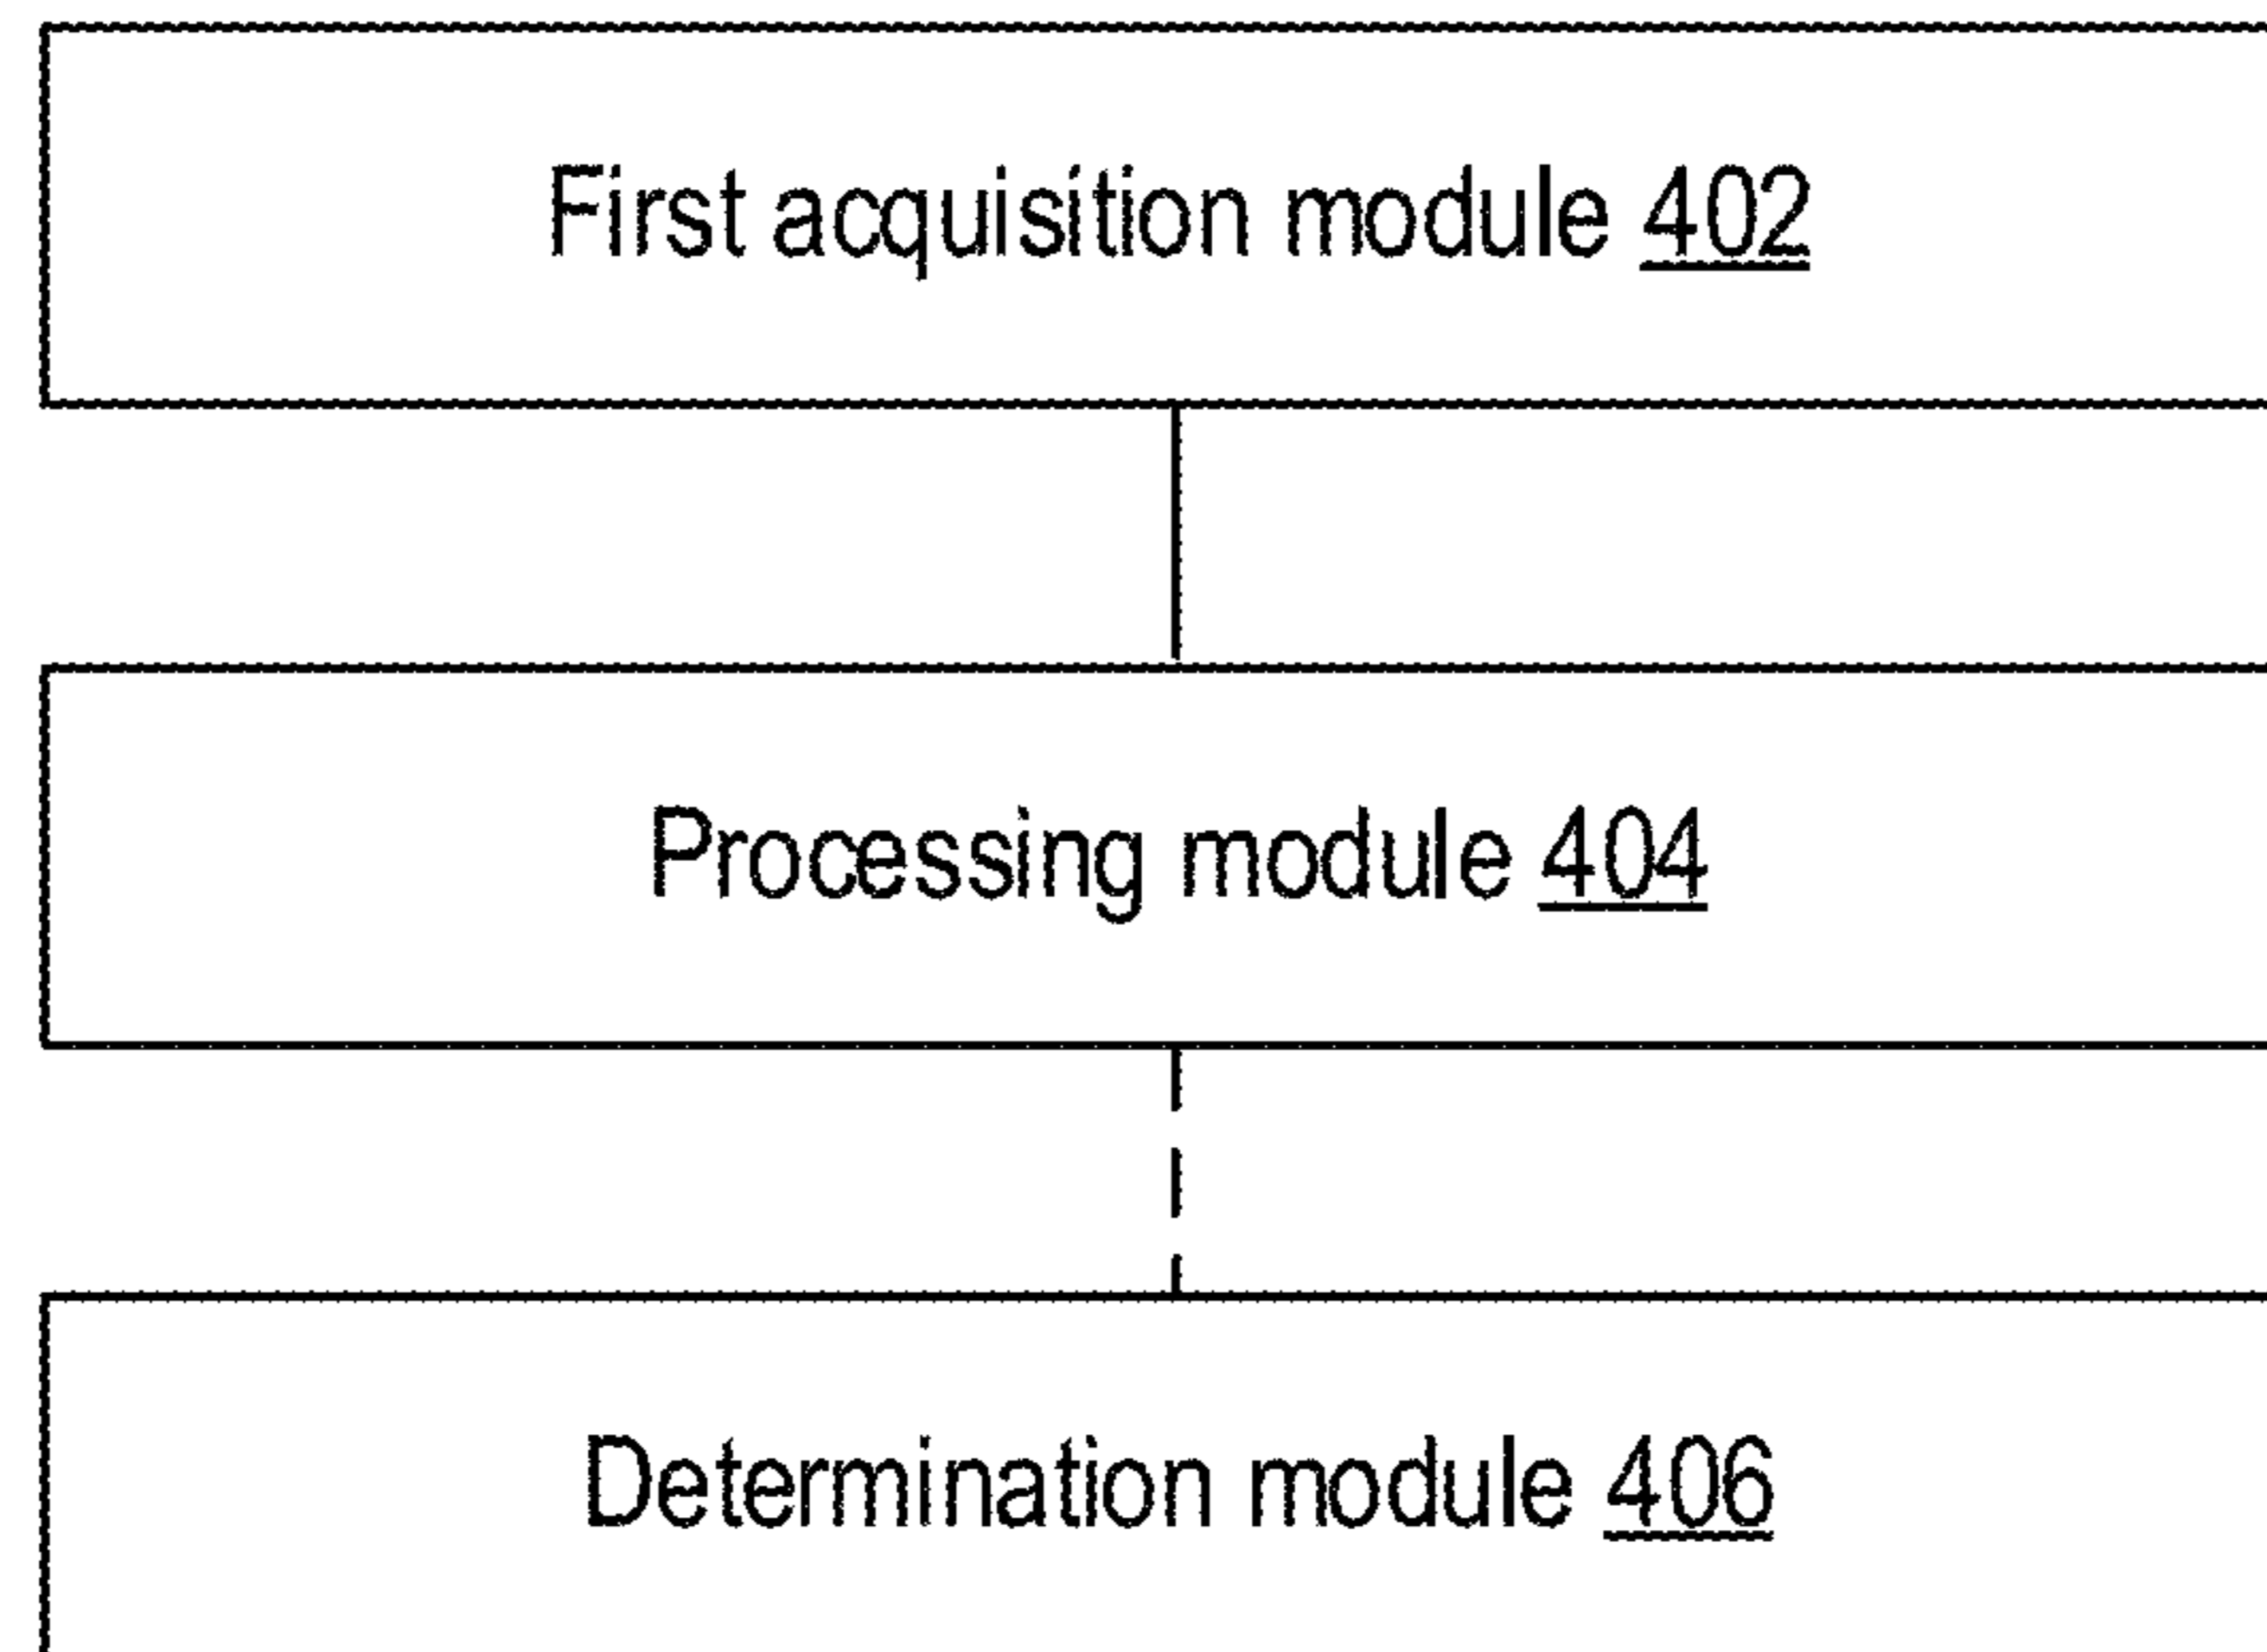 First acquisition module 402
Processing module 404
Determination module 406